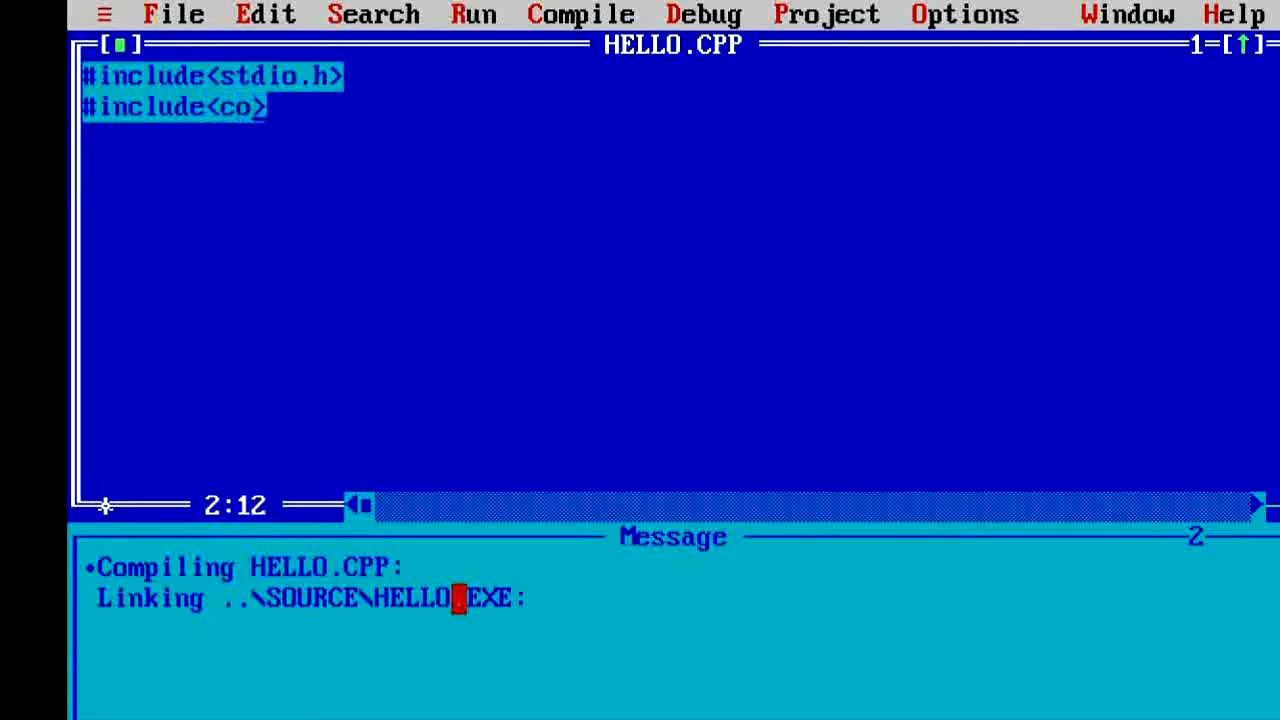 ≡ File Edit Search Run Compile Debug Project Options Window Help
[■] HELLO.CPP 1=[↑]
#include<stdio.h>
#include<co>
2:12
Message 2
•Compiling HELLO.CPP:
Linking ..\SOURCE\HELLO.EXE: